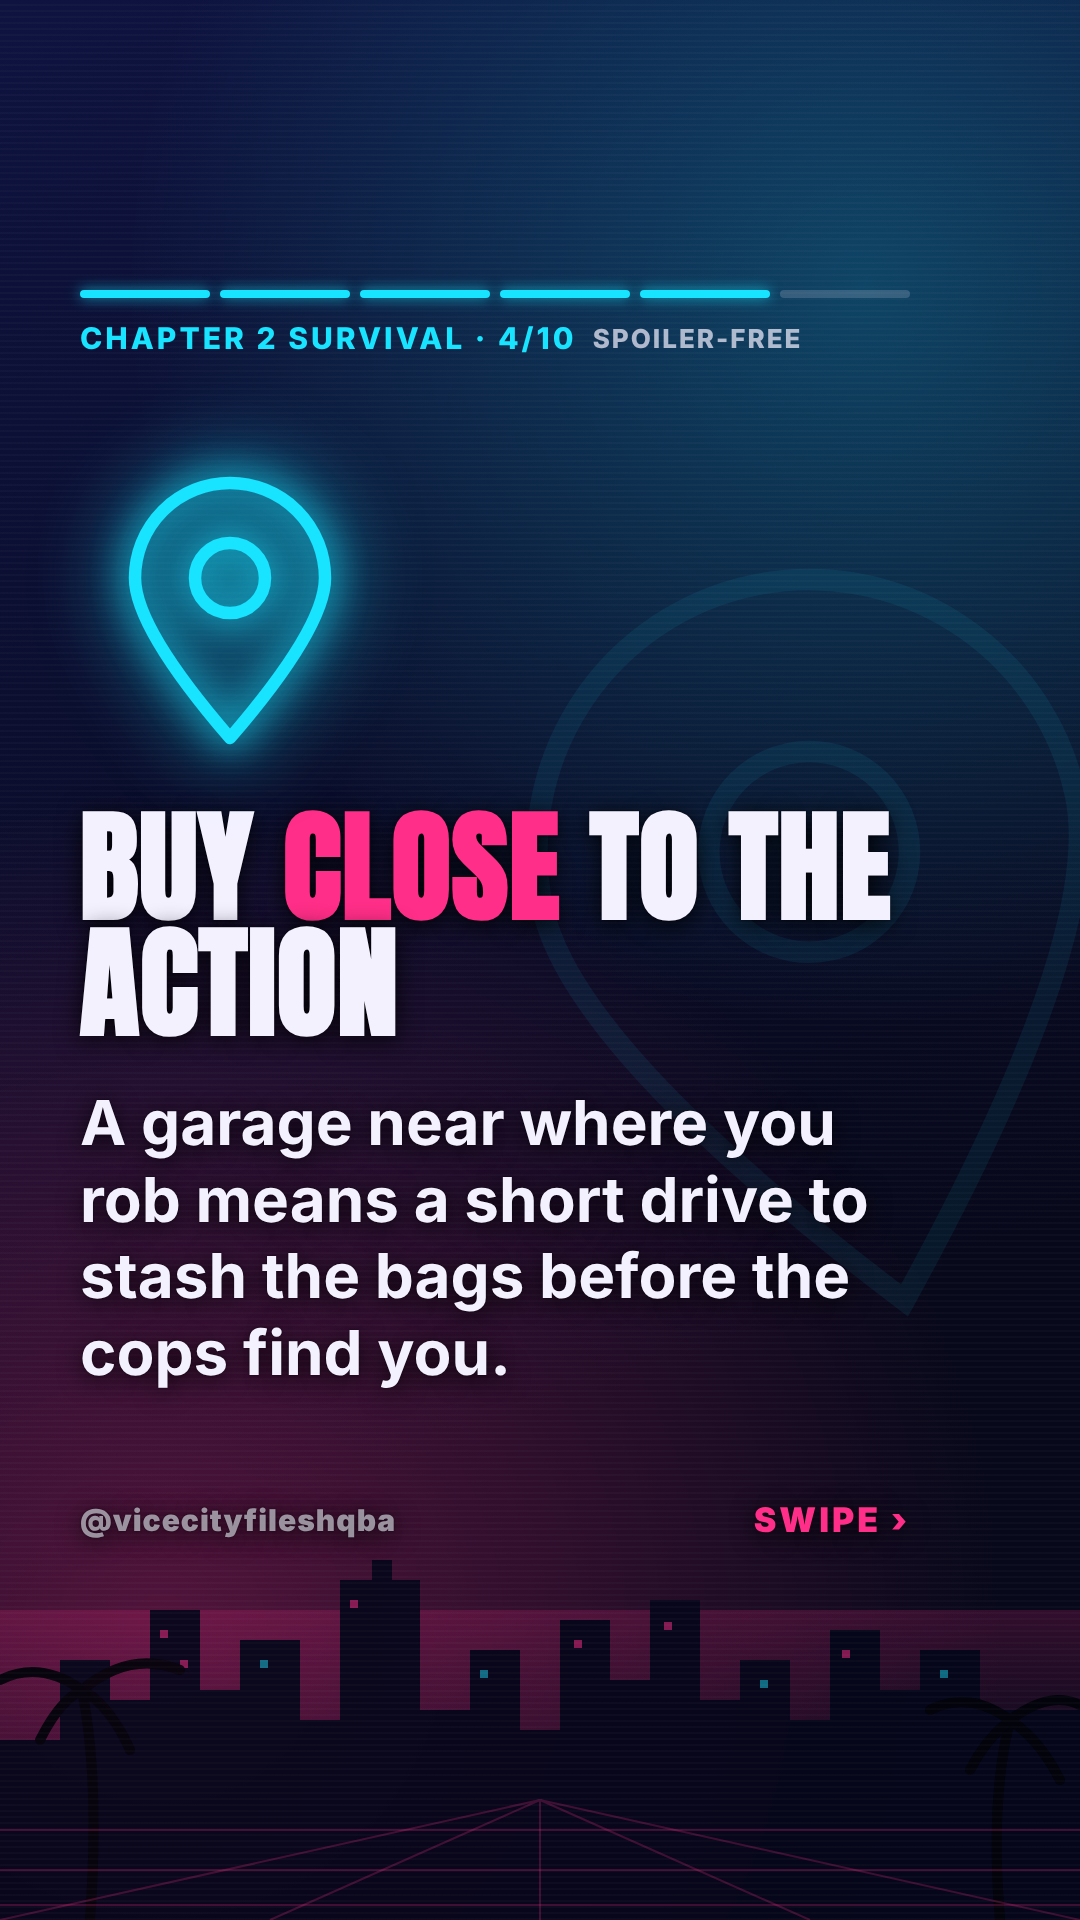 CHAPTER 2 SURVIVAL · 4/10 SPOILER-FREE
BUY CLOSE TO THE
ACTION
A garage near where you
rob means a short drive to
stash the bags before the
cops find you.
@vicecityfileshqba
SWIPE ›